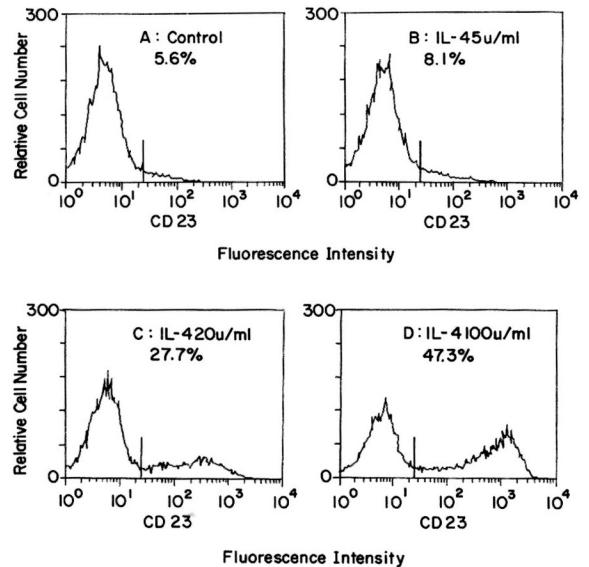 300
Relative Cell Number
A: Control
5.6%
0
10⁰ 10¹ 10² 10³ 10⁴
CD 23
300
B: IL-45u/ml
8.1%
0
10⁰ 10¹ 10² 10³ 10⁴
CD23
Fluorescence Intensity
300
Relative Cell Number
C: IL-420u/ml
27.7%
0
10⁰ 10¹ 10² 10³ 10⁴
CD 23
300
D: IL-4100u/ml
47.3%
0
10⁰ 10¹ 10² 10³ 10⁴
CD23
Fluorescence Intensity